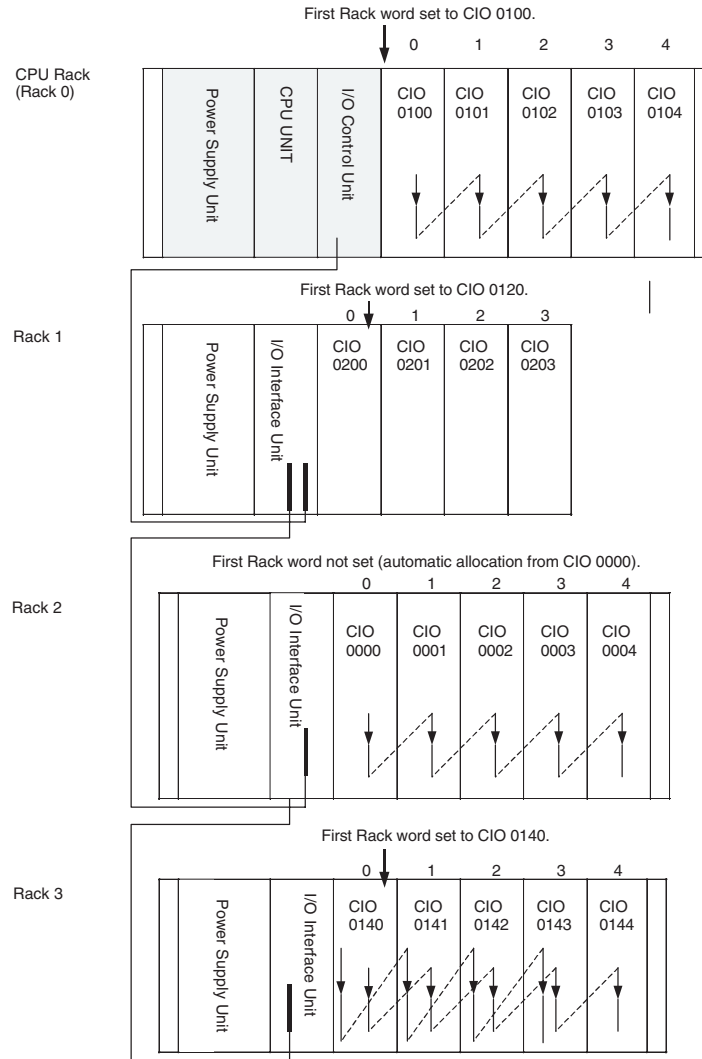 First Rack word set to CIO 0100.
0 1 2 3 4
CPU Rack
(Rack 0)
Power Supply Unit
CPU UNIT
I/O Control Unit
CIO
0100
CIO
0101
CIO
0102
CIO
0103
CIO
0104
First Rack word set to CIO 0120.
0 1 2 3
Rack 1
Power Supply Unit
I/O Interface Unit
CIO
0200
CIO
0201
CIO
0202
CIO
0203
First Rack word not set (automatic allocation from CIO 0000).
0 1 2 3 4
Rack 2
Power Supply Unit
I/O Interface Unit
CIO
0000
CIO
0001
CIO
0002
CIO
0003
CIO
0004
First Rack word set to CIO 0140.
0 1 2 3 4
Rack 3
Power Supply Unit
I/O Interface Unit
CIO
0140
CIO
0141
CIO
0142
CIO
0143
CIO
0144